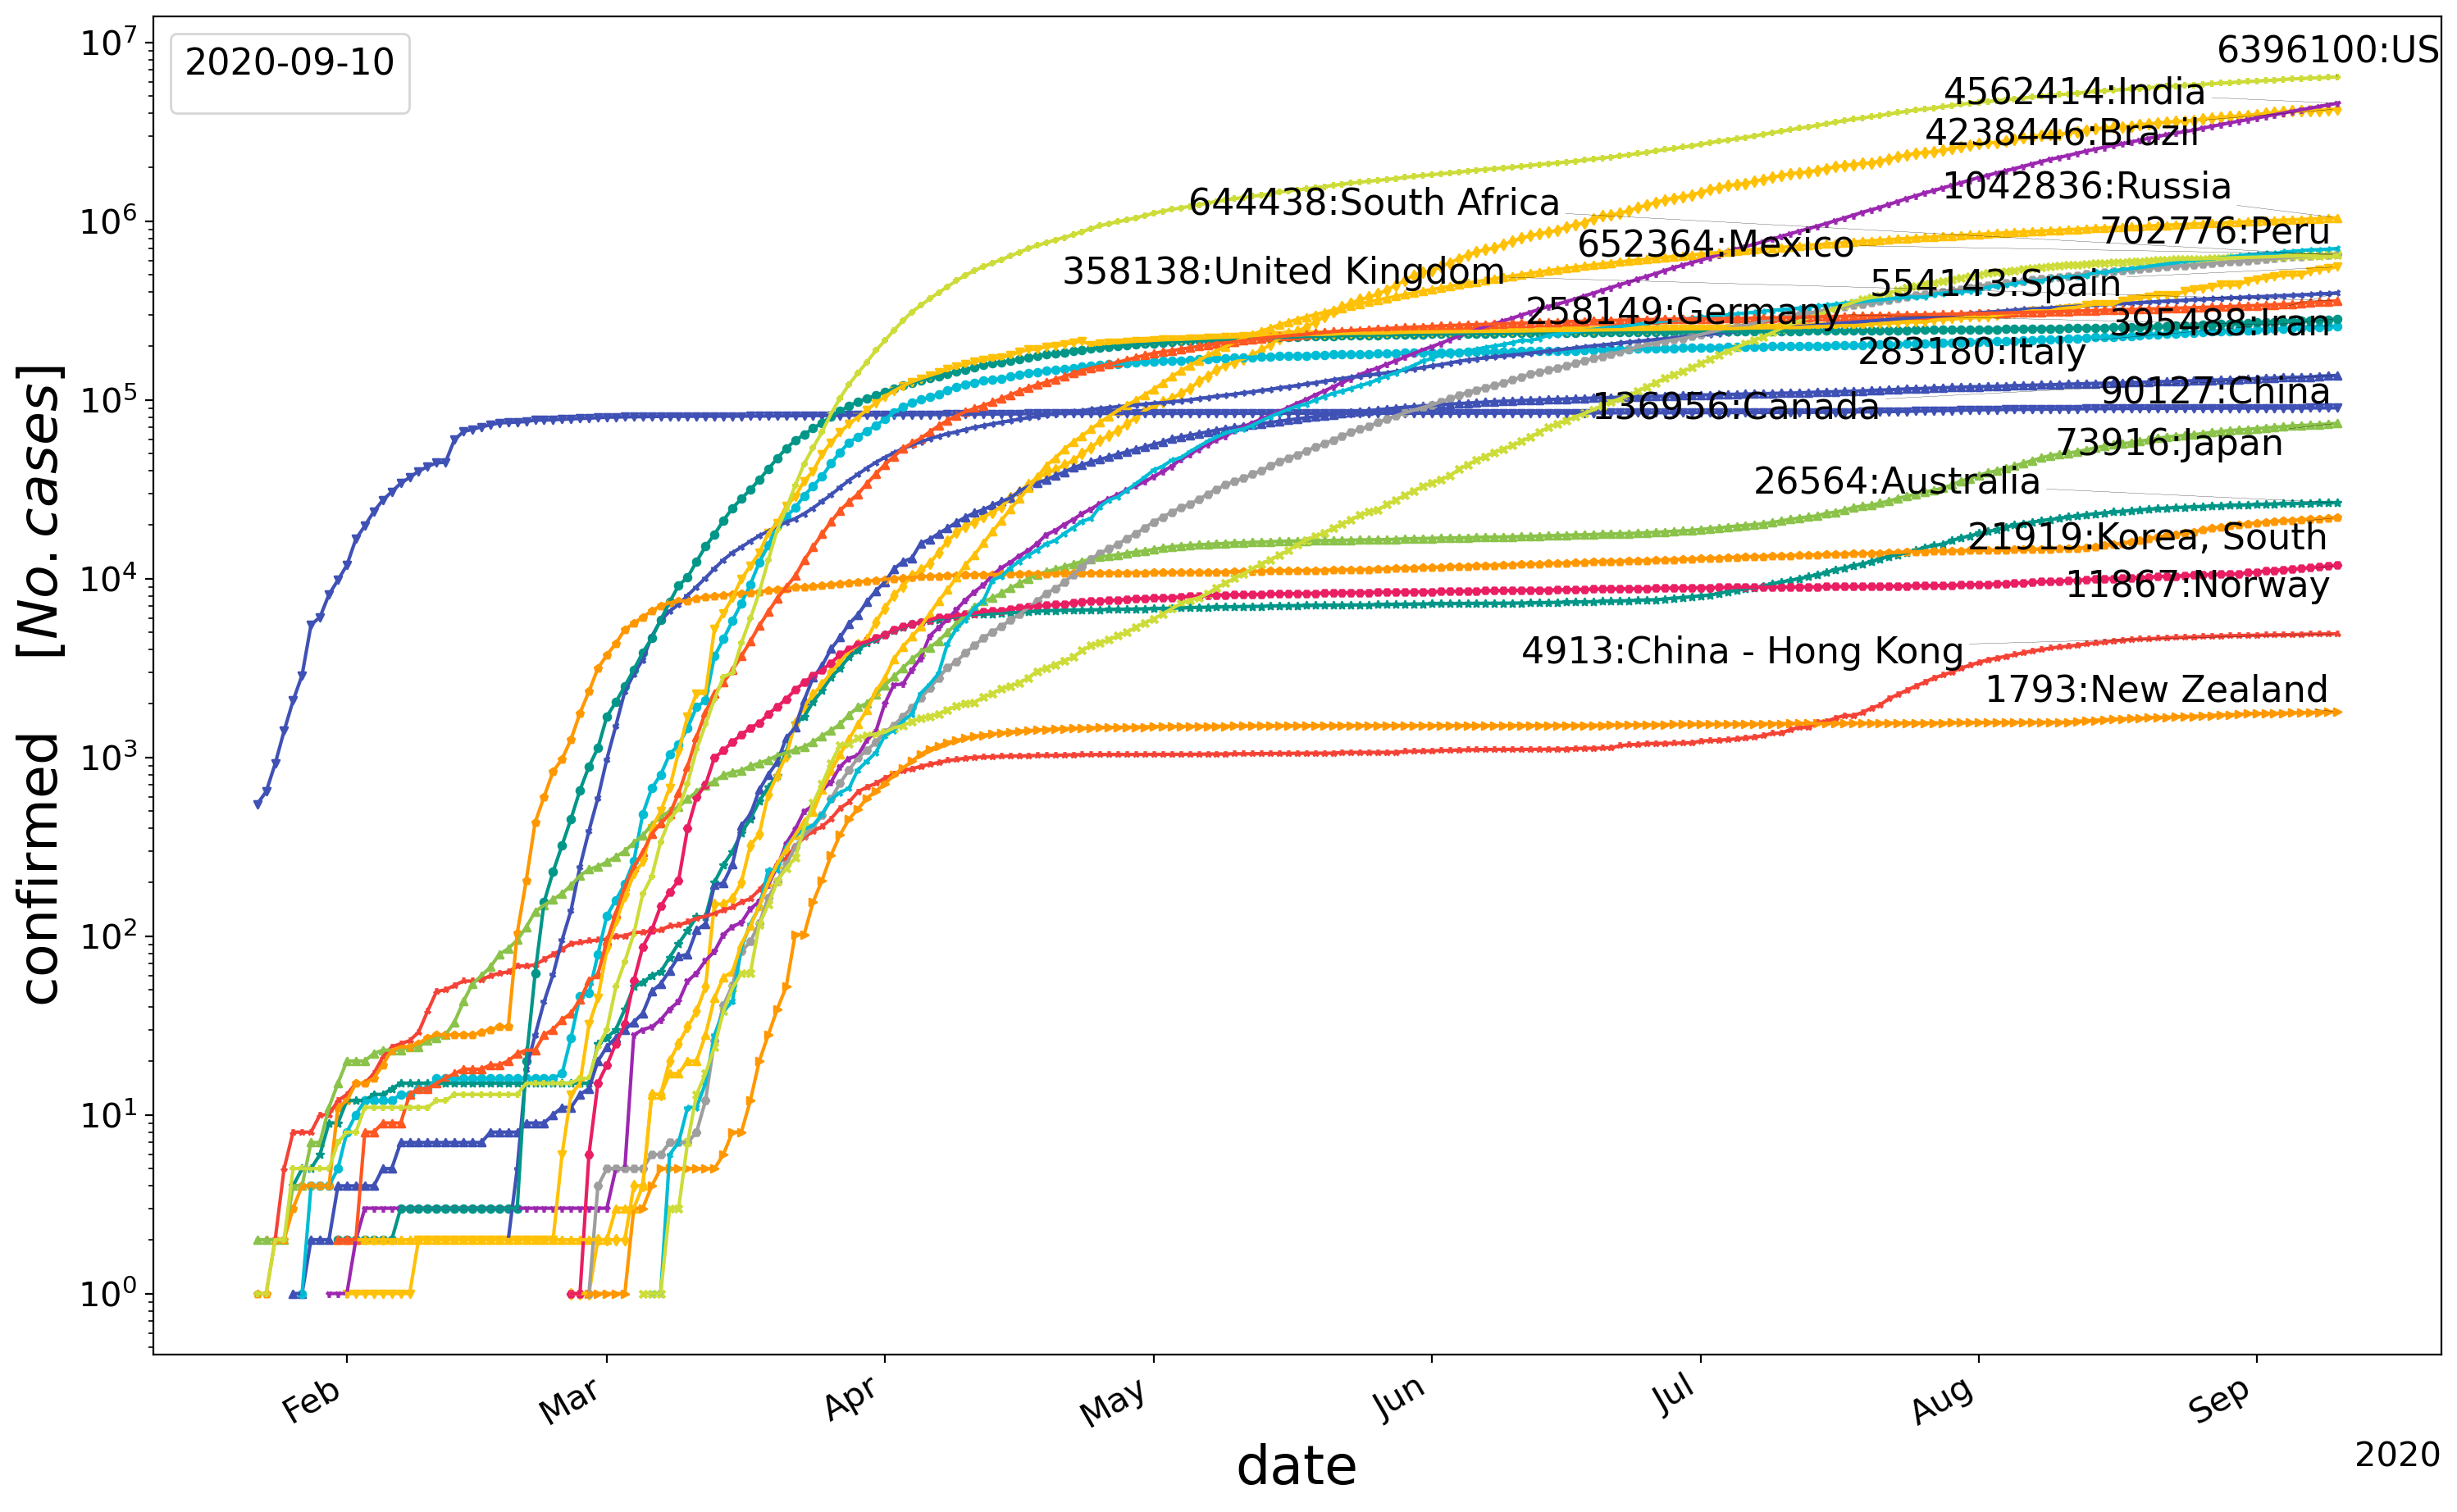 2020-09-10
10^7
10^6
10^5
10^4
10^3
10^2
10^1
10^0
confirmed [No. cases]
6396100:US
4562414:India
4238446:Brazil
1042836:Russia
644438:South Africa
702776:Peru
652364:Mexico
358138:United Kingdom
554143:Spain
258149:Germany
395488:Iran
283180:Italy
90127:China
136956:Canada
73916:Japan
26564:Australia
21919:Korea, South
11867:Norway
4913:China - Hong Kong
1793:New Zealand
Feb
Mar
Apr
May
Jun
Jul
Aug
Sep
2020
date